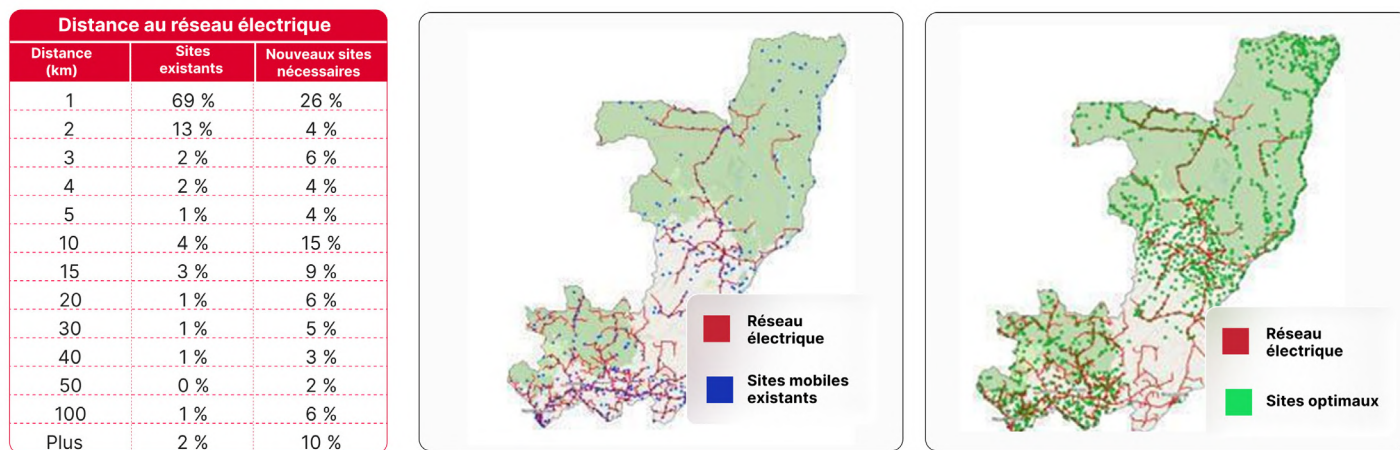 Distance au réseau électrique
Distance (km) Sites existants Nouveaux sites nécessaires
1 69 % 26 %
2 13 % 4 %
3 2 % 6 %
4 2 % 4 %
5 1 % 4 %
10 4 % 15 %
15 3 % 9 %
20 1 % 6 %
30 1 % 5 %
40 1 % 3 %
50 0 % 2 %
100 1 % 6 %
Plus 2 % 10 %
Réseau
électrique
Sites mobiles
existants
Réseau
électrique
Sites optimaux